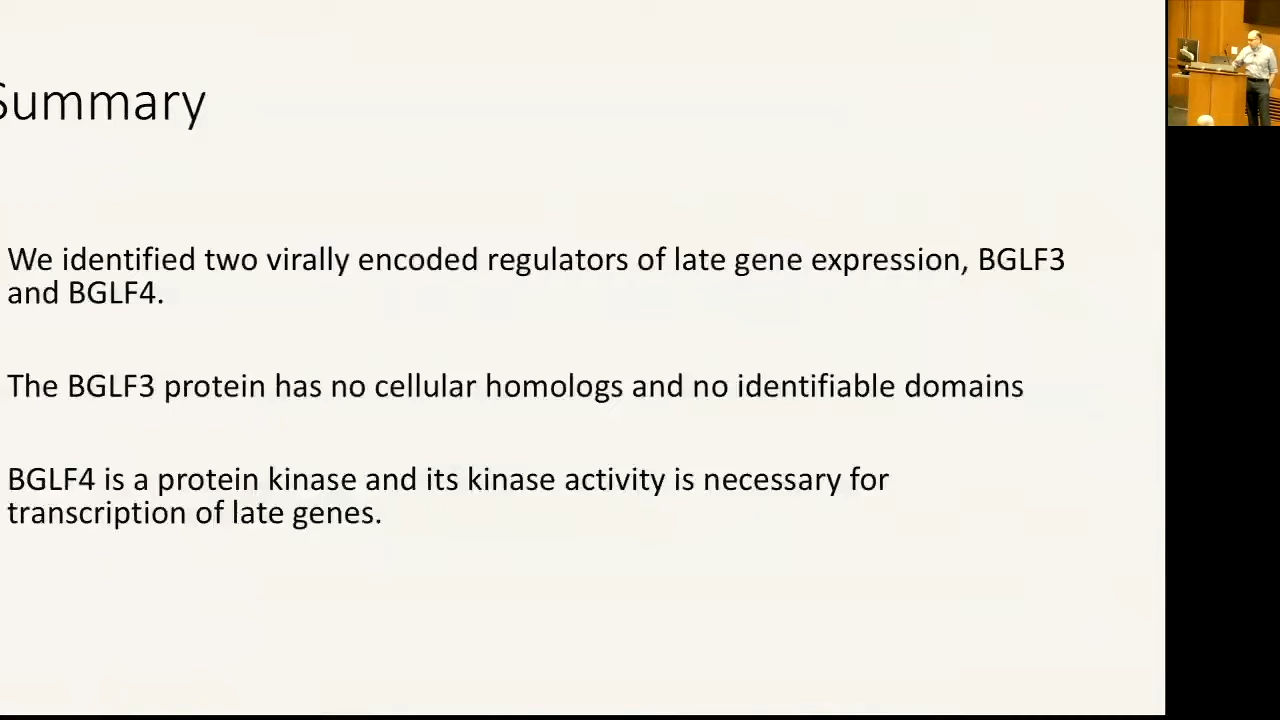 Summary
We identified two virally encoded regulators of late gene expression, BGLF3
and BGLF4.
The BGLF3 protein has no cellular homologs and no identifiable domains
BGLF4 is a protein kinase and its kinase activity is necessary for
transcription of late genes.